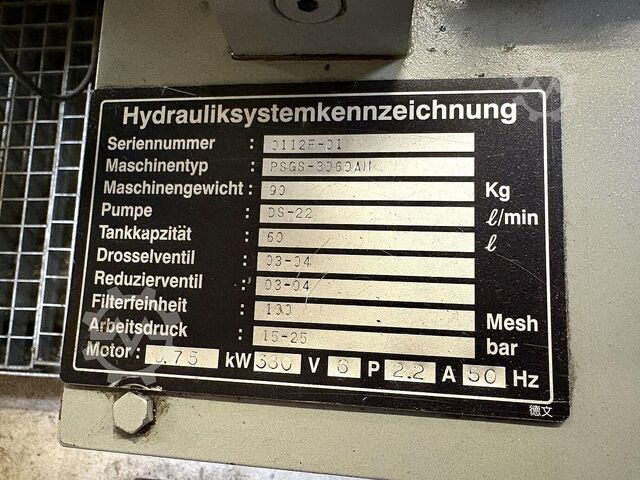 Hydrauliksystemkennzeichnung
Seriennummer : 0112F-01
Maschinentyp : PSGS-3060AH
Maschinengewicht : 90 Kg
Pumpe : DS-22 ℓ/min
Tankkapzität : 60 ℓ
Drosselventil : 03-04
Reduzierventil : 03-04
Filterfeinheit : 100 Mesh
Arbeitsdruck : 15-25 bar
Motor : 0.75 kW 380 V 6 P 2.2 A 50 Hz
德文